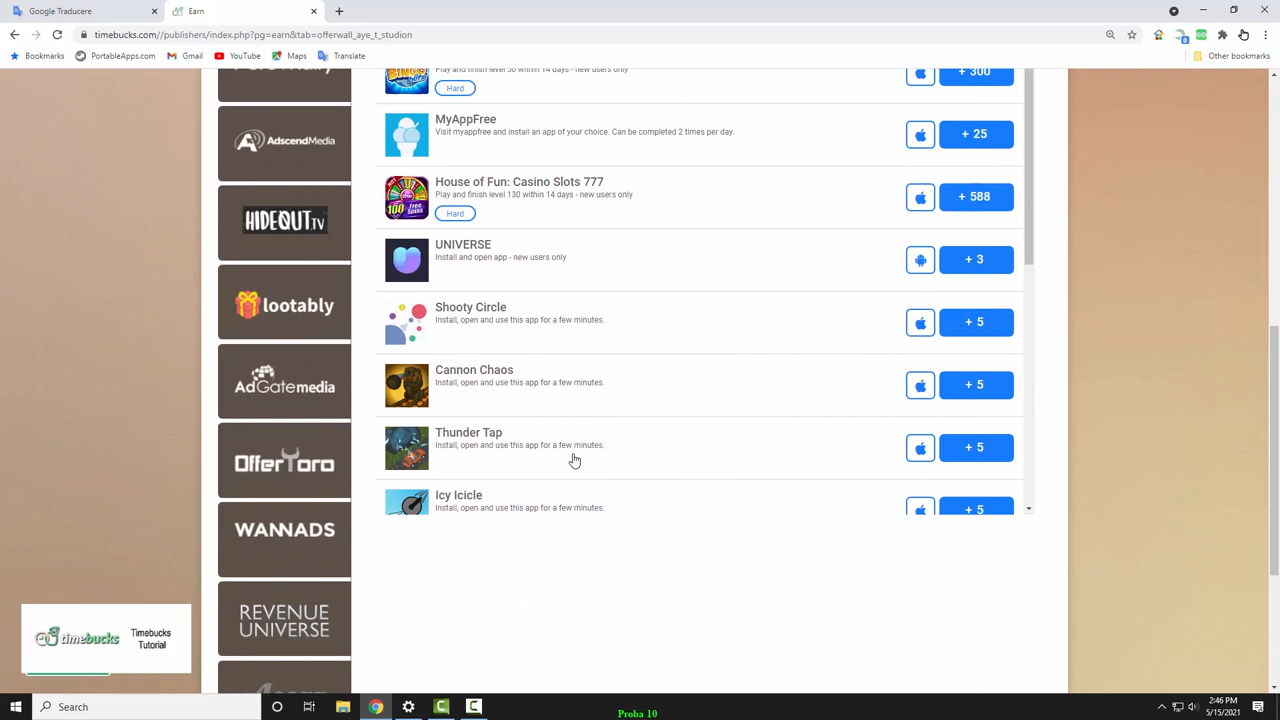 Google Traducere
Earn
timebucks.com/publishers/index.php?pg=earn&tab=offerwall_aye_t_studion
Bookmarks
PortableApps.com
Gmail
YouTube
Maps
Translate
Other bookmarks
Play and finish level 50 within 14 days - new users only
Hard
+ 300
MyAppFree
Visit myappfree and install an app of your choice. Can be completed 2 times per day.
+ 25
House of Fun: Casino Slots 777
Play and finish level 130 within 14 days - new users only
Hard
+ 588
UNIVERSE
Install and open app - new users only
+ 3
Shooty Circle
Install, open and use this app for a few minutes.
+ 5
Cannon Chaos
Install, open and use this app for a few minutes.
+ 5
Thunder Tap
Install, open and use this app for a few minutes.
+ 5
Icy Icicle
Install, open and use this app for a few minutes.
+ 5
AdscendMedia
HIDEOUT.TV
lootably
AdGatemedia
OfferToro
WANNADS
REVENUE
UNIVERSE
timebucks
Timebucks
Tutorial
Search
2:46 PM
5/15/2021
Proba 10